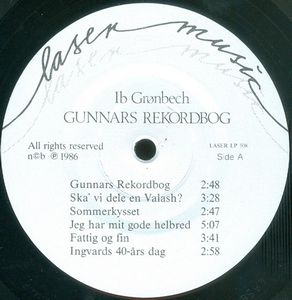 laser music
laser music
Ib Grønbech
GUNNARS REKORDBOG
All rights reserved
n©b ℗ 1986
LASER LP 508
Side A
Gunnars Rekordbog 2:48
Ska' vi dele en Valash? 3:28
Sommerkysset 2:47
Jeg har mit gode helbred 5:07
Fattig og fin 3:41
Ingvards 40-års dag 2:58